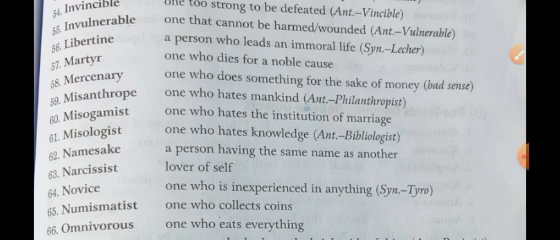 54. Invincible one too strong to be defeated (Ant.–Vincible)
55. Invulnerable one that cannot be harmed/wounded (Ant.–Vulnerable)
56. Libertine a person who leads an immoral life (Syn.–Lecher)
57. Martyr one who dies for a noble cause
58. Mercenary one who does something for the sake of money (bad sense)
59. Misanthrope one who hates mankind (Ant.–Philanthropist)
60. Misogamist one who hates the institution of marriage
61. Misologist one who hates knowledge (Ant.–Bibliologist)
62. Namesake a person having the same name as another
63. Narcissist lover of self
64. Novice one who is inexperienced in anything (Syn.–Tyro)
65. Numismatist one who collects coins
66. Omnivorous one who eats everything